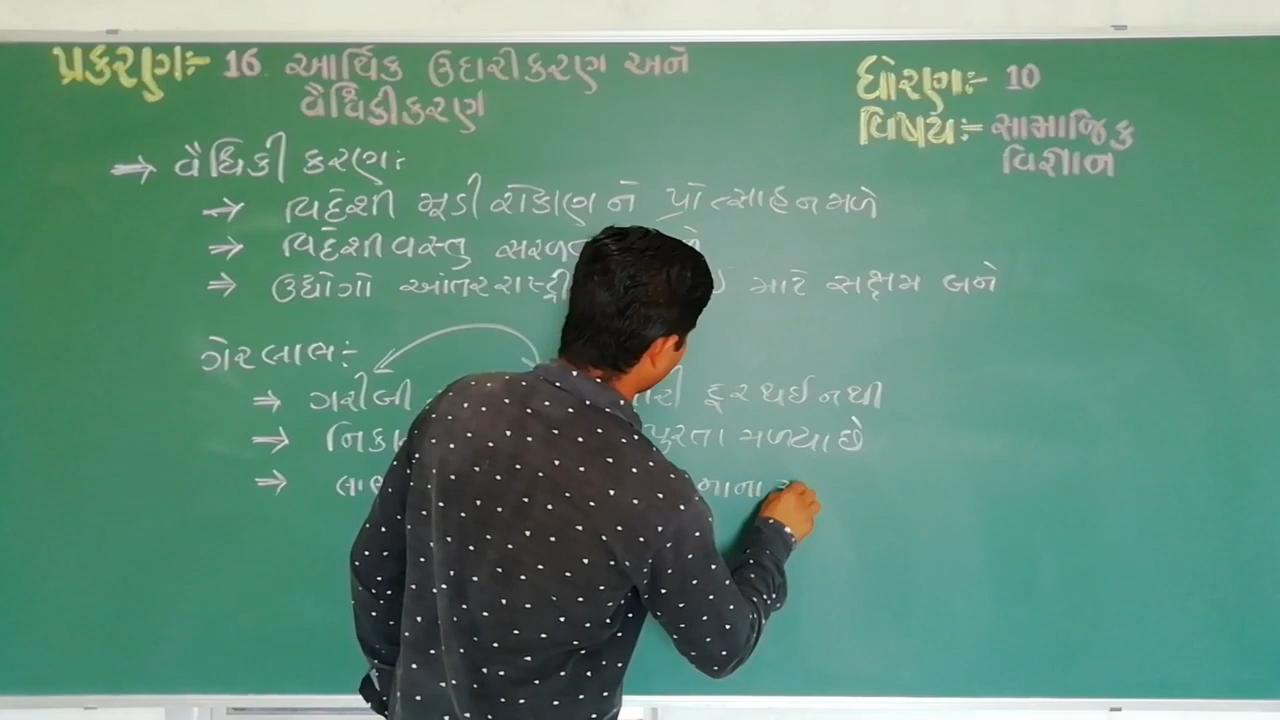 પ્રકરણઃ- 16 આર્થિક ઉદારીકરણ અને
વૈશ્વિકીકરણ
ધોરણઃ- 10
વિષયઃ- સામાજિક
વિજ્ઞાન
⇒ વૈશ્વિકીકરણઃ
→ વિદેશી મૂડીરોકાણને પ્રોત્સાહન મળે
⇒ વિદેશી વસ્તુ
⇒ ઉદ્યોગો માટે સક્ષમ બને
ગેરલાભઃ-
⇒ ગરીબી દૂર થઈ નથી
⇒ પુરતા મળ્યા છે
⇒ નાના